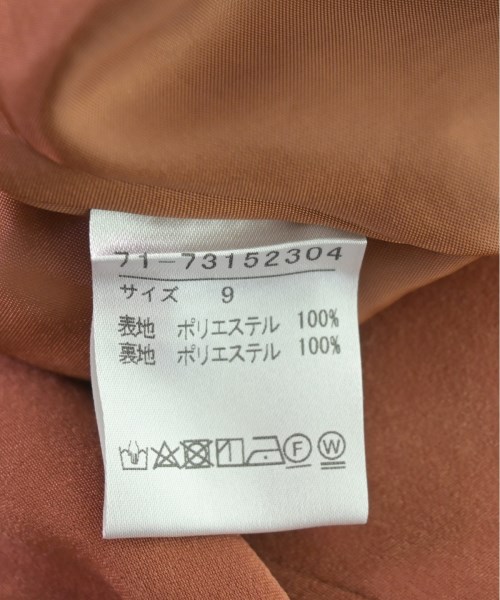 71-73152304
サイズ 9
表地 ポリエステル 100%
裏地 ポリエステル 100%
F W